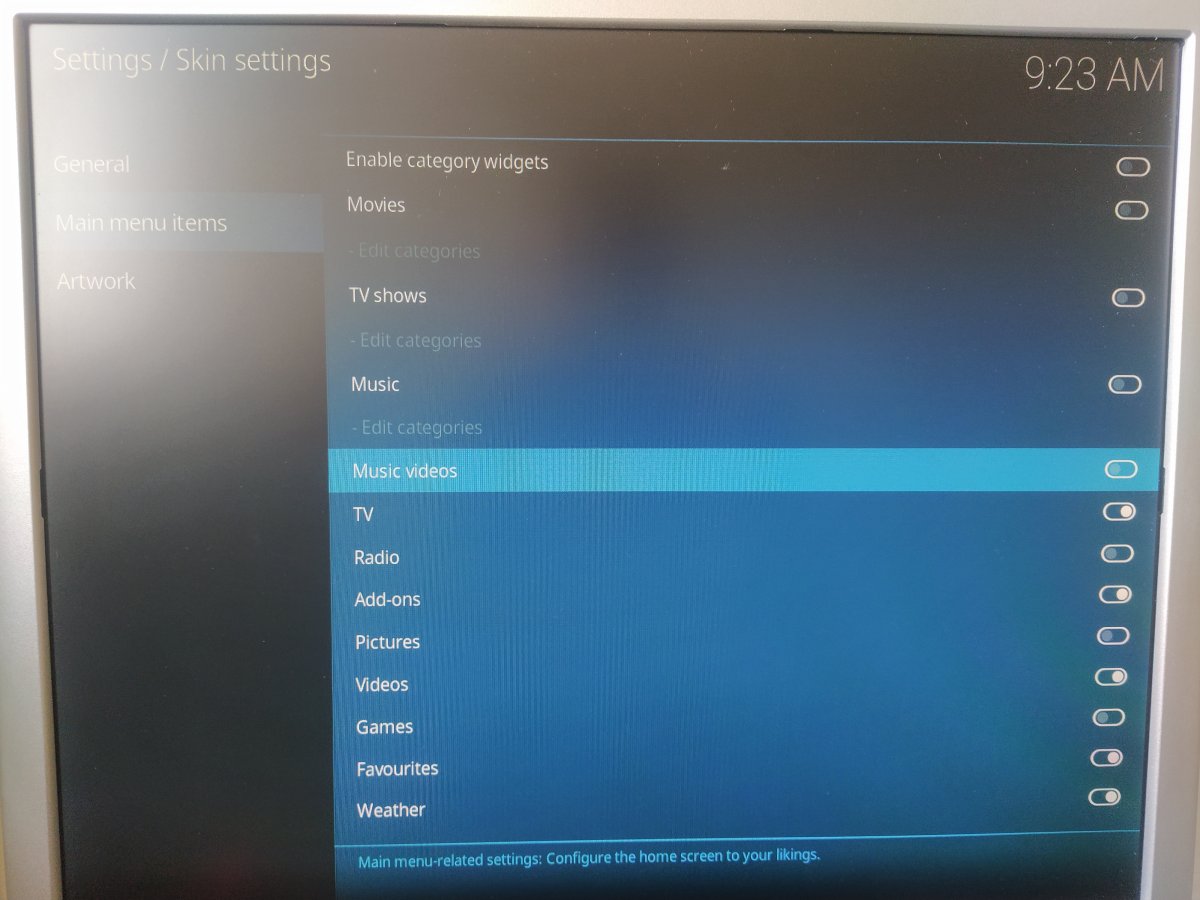 Settings / Skin settings
9:23 AM
General
Main menu items
Artwork
Enable category widgets
Movies
- Edit categories
TV shows
- Edit categories
Music
- Edit categories
Music videos
TV
Radio
Add-ons
Pictures
Videos
Games
Favourites
Weather
Main menu-related settings: Configure the home screen to your likings.